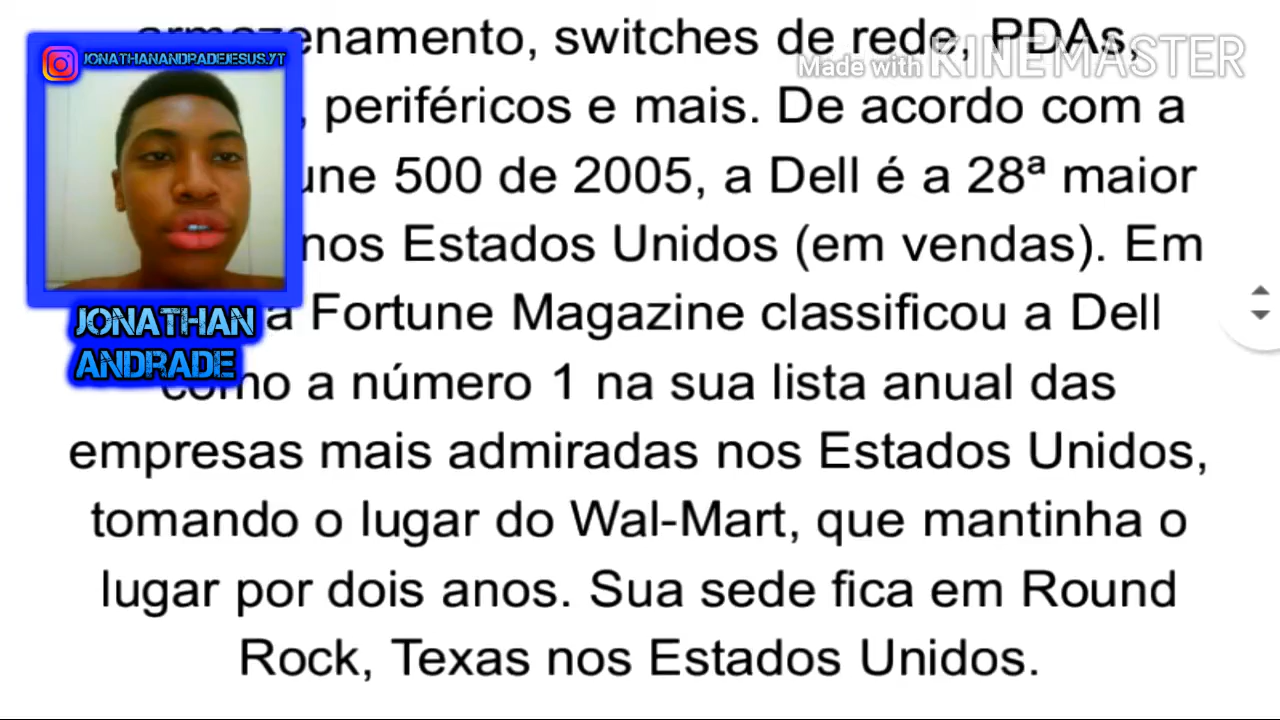 armazenamento, switches de rede, PDAs,
Made with KINEMASTER
JONATHANANDRADEJESUS.YT
periféricos e mais. De acordo com a
500 de 2005, a Dell é a 28ª maior
nos Estados Unidos (em vendas). Em
a Fortune Magazine classificou a Dell
JONATHAN
ANDRADE
como a número 1 na sua lista anual das
empresas mais admiradas nos Estados Unidos,
tomando o lugar do Wal-Mart, que mantinha o
lugar por dois anos. Sua sede fica em Round
Rock, Texas nos Estados Unidos.